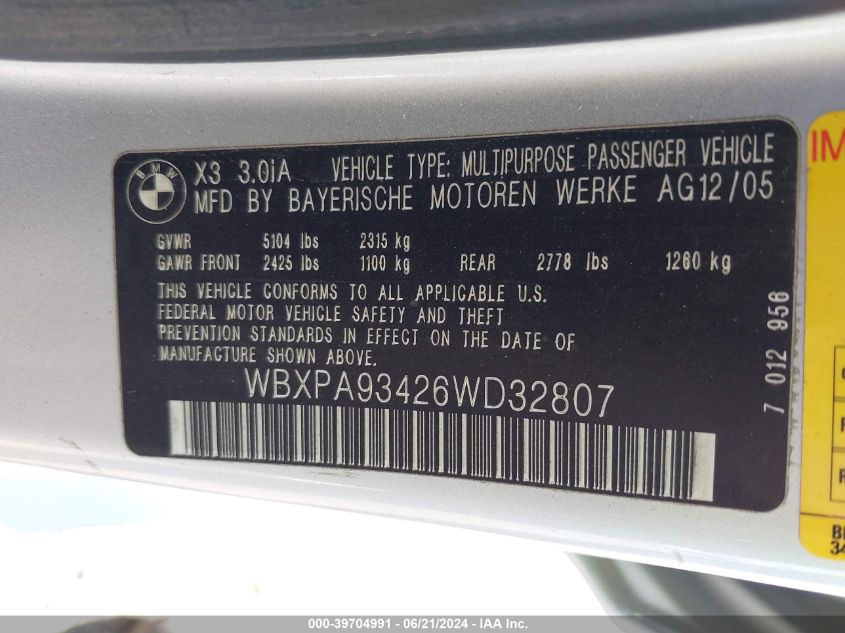 BMW
X3 3.0iA VEHICLE TYPE: MULTIPURPOSE PASSENGER VEHICLE
MFD BY BAYERISCHE MOTOREN WERKE AG12/05
GVWR 5104 lbs 2315 kg
GAWR FRONT 2425 lbs 1100 kg REAR 2778 lbs 1260 kg
THIS VEHICLE CONFORMS TO ALL APPLICABLE U.S.
FEDERAL MOTOR VEHICLE SAFETY AND THEFT
PREVENTION STANDARDS IN EFFECT ON THE DATE OF
MANUFACTURE SHOWN ABOVE.
WBXPA93426WD32807
7 012 956
IM
34
000-39704991 / 06/21/2024 - IAA Inc.